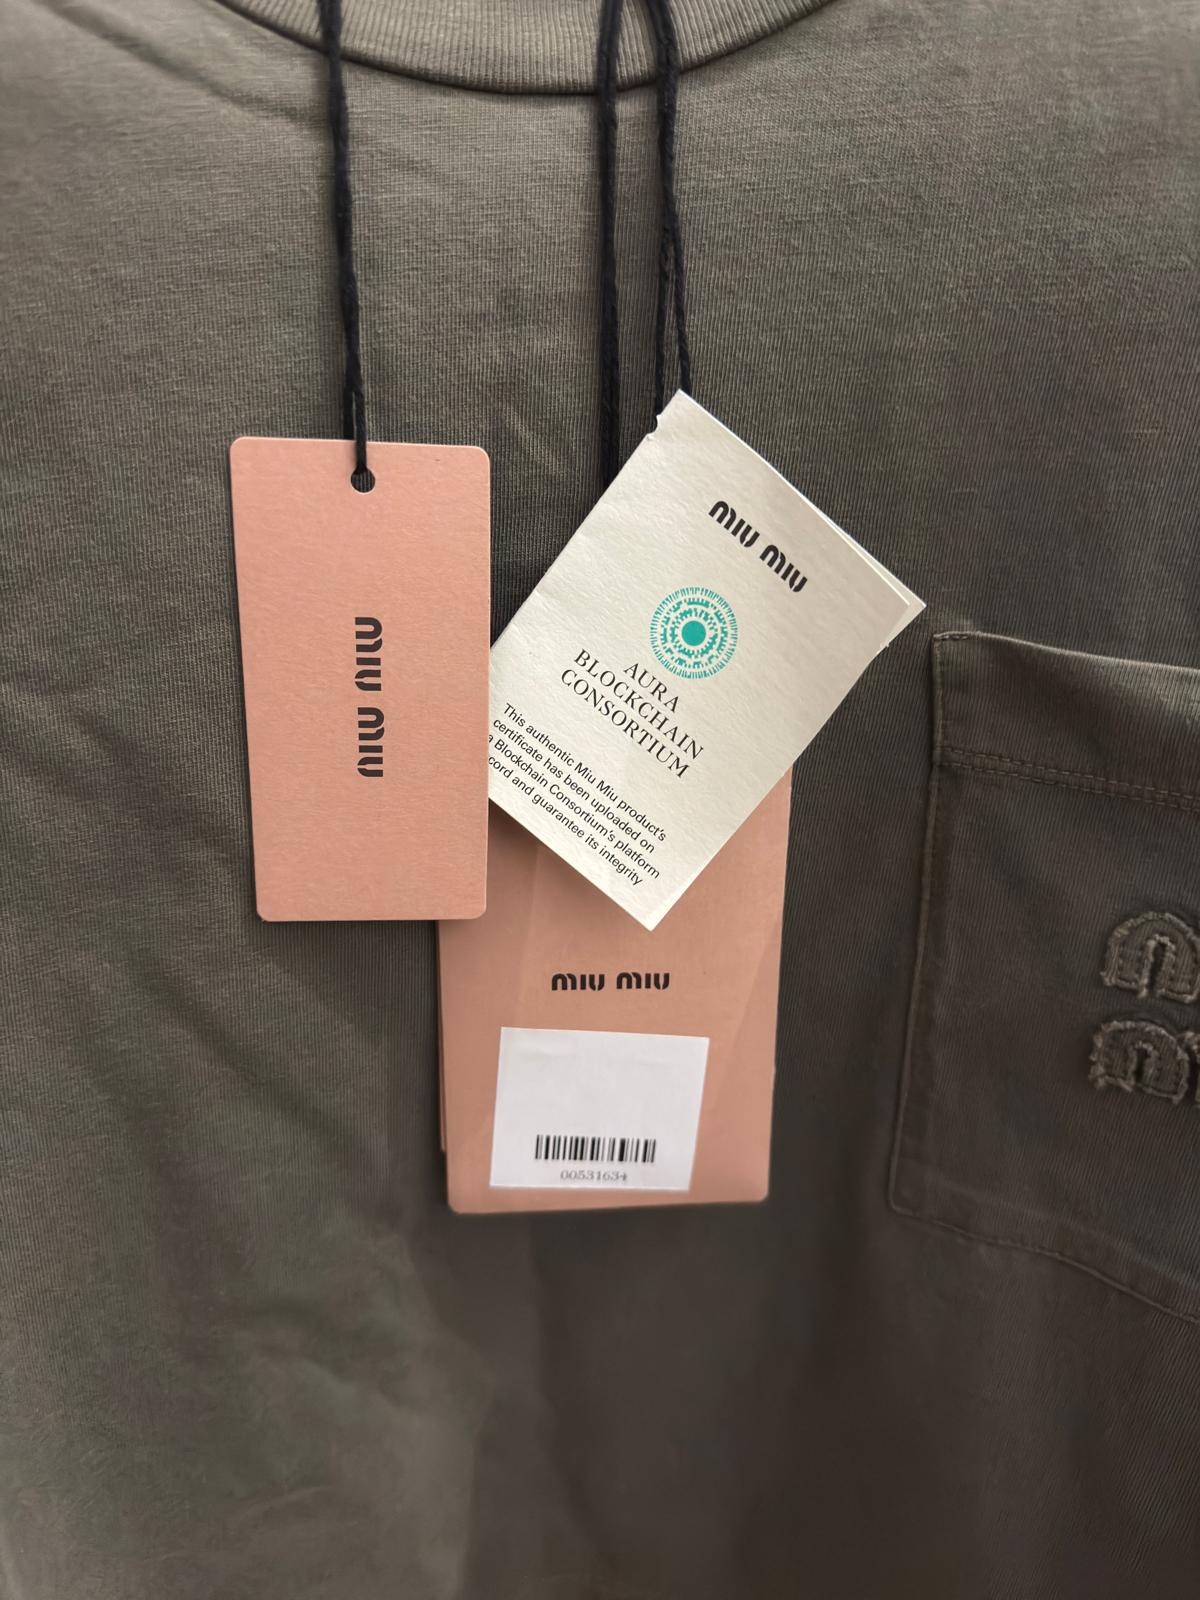 MIU MIU
MIU MIU
AURA
BLOCKCHAIN
CONSORTIUM
This authentic Miu Miu product's
certificate has been uploaded on
a Blockchain Consortium's platform
cord and guarantee its integrity
MIU MIU
00531634